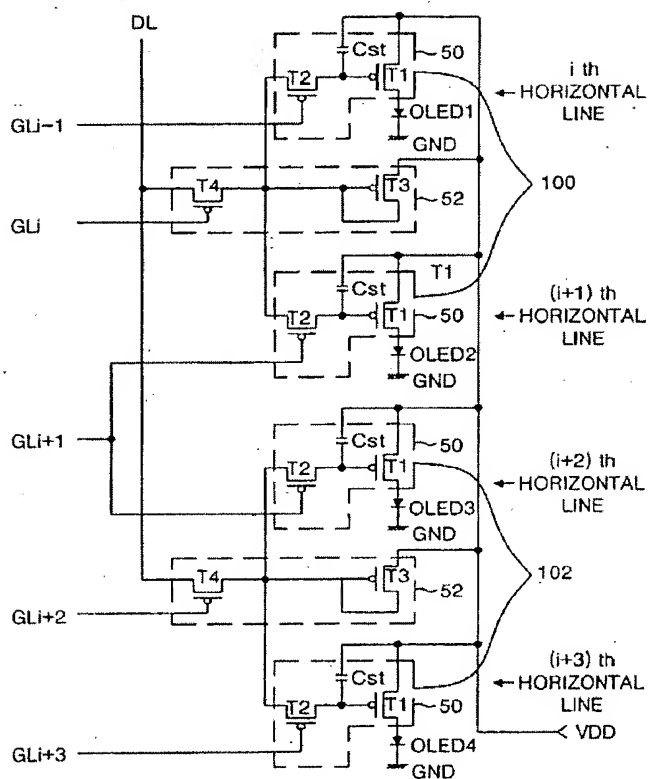 DL
50
Cst
T2
T1
i th
HORIZONTAL
LINE
OLED1
GLi-1
GND
T4
T3
100
52
GLi
T1
Cst
T2
T1
50
(i+1) th
HORIZONTAL
LINE
OLED2
GND
GLi+1
50
Cst
T2
T1
(i+2) th
HORIZONTAL
LINE
OLED3
GND
T4
T3
102
52
GLi+2
Cst
T2
T1
50
(i+3) th
HORIZONTAL
LINE
VDD
OLED4
GLi+3
GND